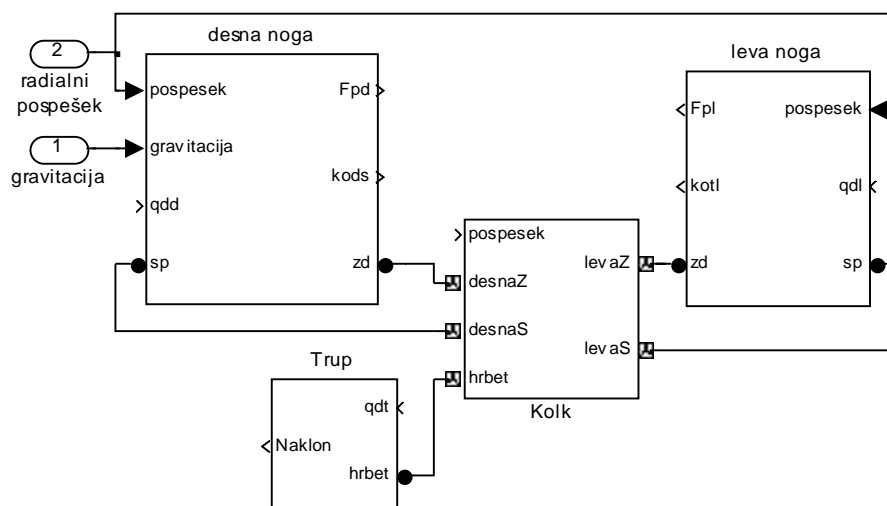 desna noga
2
radialni
pospešek
1
gravitacija
pospesek
Fpd
gravitacija
kods
qdd
sp
zd
leva noga
Fpl
pospesek
kotl
qdl
zd
sp
pospesek
levaZ
desnaZ
desnaS
levaS
hrbet
Kolk
Trup
qdt
Naklon
hrbet